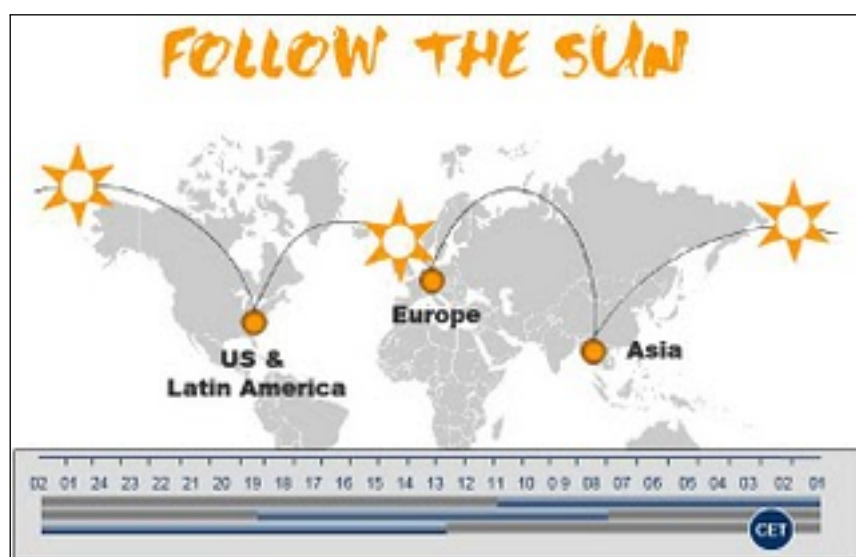 FOLLOW THE SUN
Europe
Asia
US &
Latin America
02 01 24 23 22 21 20 19 18 17 16 15 14 13 12 11 10 09 08 07 06 05 04 03 02 01
CET